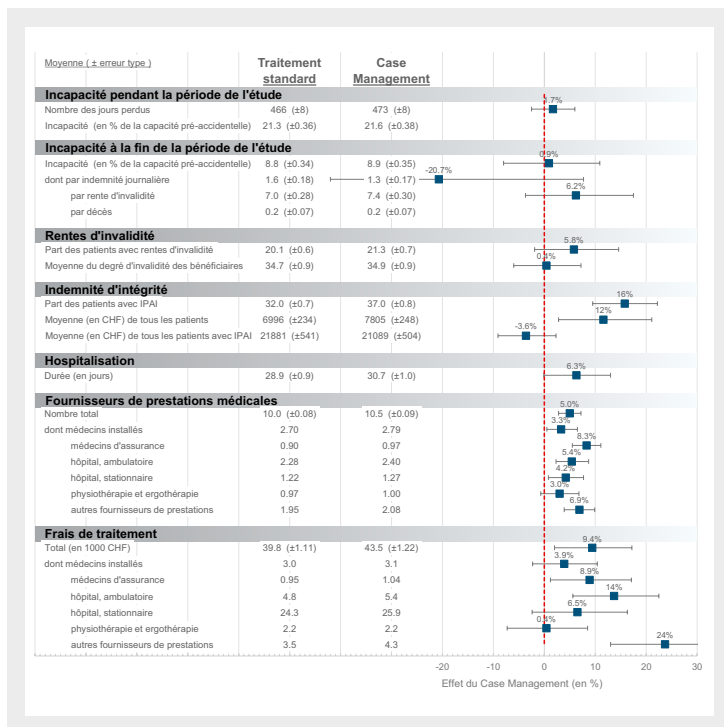 Moyenne ( ± erreur type ) Traitement standard Case Management
Incapacité pendant la période de l'étude
Nombre des jours perdus 466 (±8) 473 (±8) 1.7%
Incapacité (en % de la capacité pré-accidentelle) 21.3 (±0.36) 21.6 (±0.38)
Incapacité à la fin de la période de l'étude
Incapacité (en % de la capacité pré-accidentelle) 8.8 (±0.34) 8.9 (±0.35) 0.9%
dont par indemnité journalière 1.6 (±0.18) 1.3 (±0.17) -20.7%
par rente d'invalidité 7.0 (±0.28) 7.4 (±0.30) 6.2%
par décès 0.2 (±0.07) 0.2 (±0.07)
Rentes d'invalidité
Part des patients avec rentes d'invalidité 20.1 (±0.6) 21.3 (±0.7) 5.8%
Moyenne du degré d'invalidité des bénéficiaires 34.7 (±0.9) 34.9 (±0.9) 0.4%
Indemnité d'intégrité
Part des patients avec IPAI 32.0 (±0.7) 37.0 (±0.8) 16%
Moyenne (en CHF) de tous les patients 6996 (±234) 7805 (±248) 12%
Moyenne (en CHF) de tous les patients avec IPAI 21881 (±541) 21089 (±504) -3.6%
Hospitalisation
Durée (en jours) 28.9 (±0.9) 30.7 (±1.0) 6.3%
Fournisseurs de prestations médicales
Nombre total 10.0 (±0.08) 10.5 (±0.09) 5.0%
dont médecins installés 2.70 2.79 3.3%
médecins d'assurance 0.90 0.97 8.3%
hôpital, ambulatoire 2.28 2.40 5.4%
hôpital, stationnaire 1.22 1.27 4.2%
physiothérapie et ergothérapie 0.97 1.00 3.0%
autres fournisseurs de prestations 1.95 2.08 6.9%
Frais de traitement
Total (en 1000 CHF) 39.8 (±1.11) 43.5 (±1.22) 9.4%
dont médecins installés 3.0 3.1 3.9%
médecins d'assurance 0.95 1.04 8.9%
hôpital, ambulatoire 4.8 5.4 14%
hôpital, stationnaire 24.3 25.9 6.5%
physiothérapie et ergothérapie 2.2 2.2 0.4%
autres fournisseurs de prestations 3.5 4.3 24%
-20 -10 0 10 20 30
Effet du Case Management (en %)